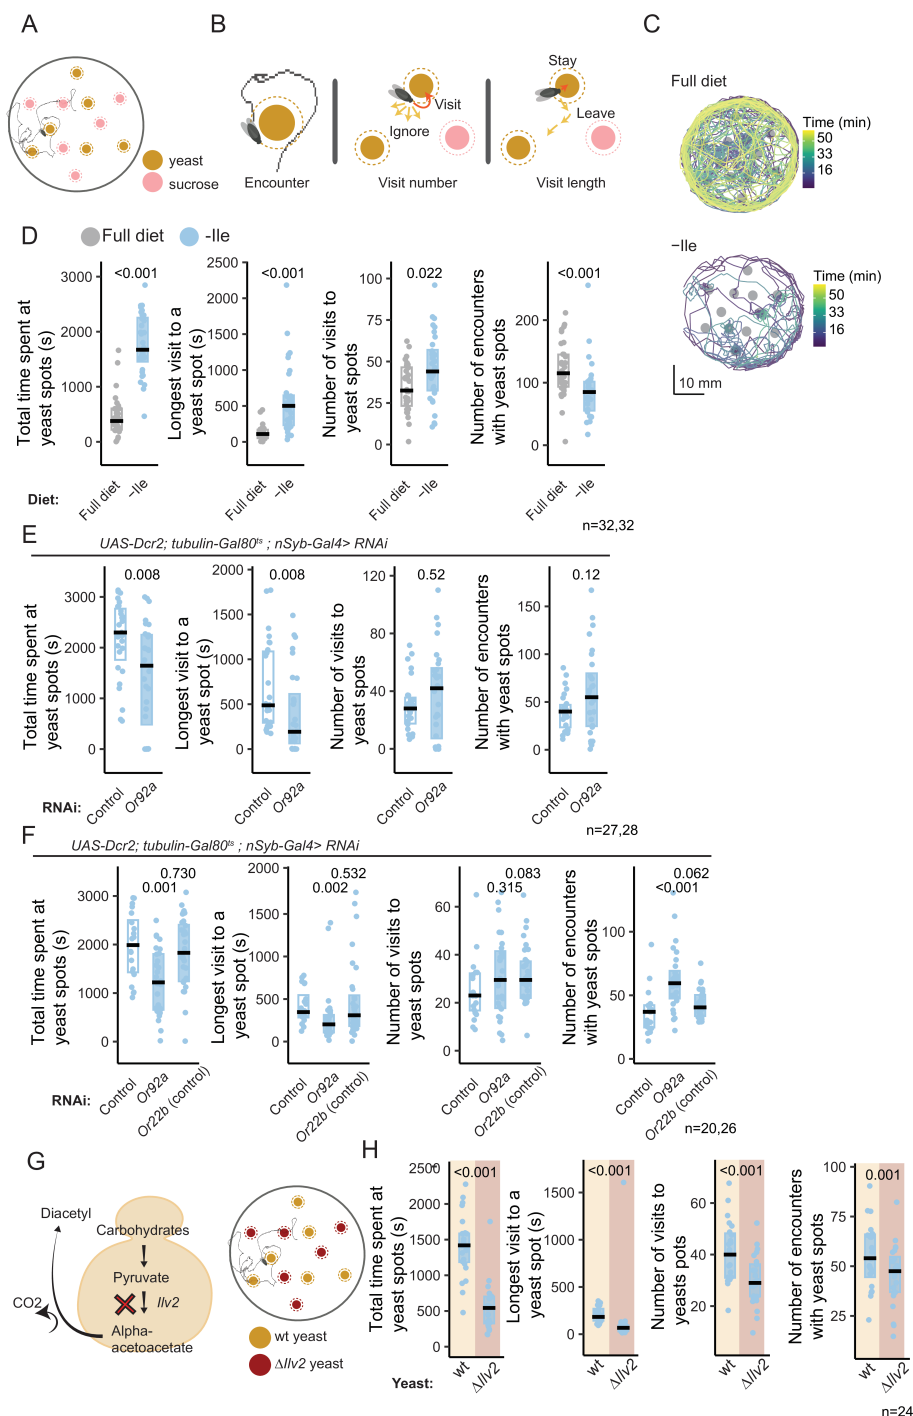 A
B
C
yeast
sucrose
Encounter
Visit
Ignore
Visit number
Stay
Leave
Visit length
Full diet
Time (min)
50
33
16
−Ile
Time (min)
50
33
16
10 mm
D
Full diet
-Ile
Total time spent at
yeast spots (s)
3000
2000
1000
0
<0.001
Full diet
−Ile
Longest visit to a
yeast spot (s)
2500
2000
1500
1000
500
0
<0.001
Full diet
−Ile
Number of visits to
yeast spots
100
75
50
25
0
0.022
Full diet
−Ile
Number of encounters
with yeast spots
200
100
0
<0.001
Full diet
−Ile
Diet:
n=32,32
E
UAS-Dcr2; tubulin-Gal80ts ; nSyb-Gal4> RNAi
Total time spent at
yeast spots (s)
3000
2000
1000
0
0.008
Control
Or92a
Longest visit to a
yeast spot (s)
2000
1500
1000
500
0
0.008
Control
Or92a
Number of visits to
yeast spots
120
80
40
0
0.52
Control
Or92a
Number of encounters
with yeast spots
150
100
50
0
0.12
Control
Or92a
RNAi:
n=27,28
F
UAS-Dcr2; tubulin-Gal80ts ; nSyb-Gal4> RNAi
Total time spent at
yeast spots (s)
3000
2000
1000
0
0.730
0.001
Control
Or92a
Or22b (control)
Longest visit to a
yeast spot (s)
2000
1500
1000
500
0
0.532
0.002
Control
Or92a
Or22b (control)
Number of visits to
yeast spots
60
40
20
0
0.083
0.315
Control
Or92a
Or22b (control)
Number of encounters
with yeast spots
100
50
0
0.062
<0.001
Control
Or92a
Or22b (control)
RNAi:
n=20,26
G
Diacetyl
Carbohydrates
Pyruvate
Ilv2
CO2
Alpha-
acetoacetate
wt yeast
ΔIlv2 yeast
H
Total time spent at
yeast spots (s)
2500
2000
1500
1000
500
0
<0.001
wt
ΔIlv2
Longest visit to a
yeast spot (s)
1500
1000
500
0
<0.001
wt
ΔIlv2
Number of visits to
yeasts pots
60
40
20
<0.001
wt
ΔIlv2
Number of encopnters
with yeast spots
100
75
50
25
0.001
wt
ΔIlv2
Yeast:
n=24